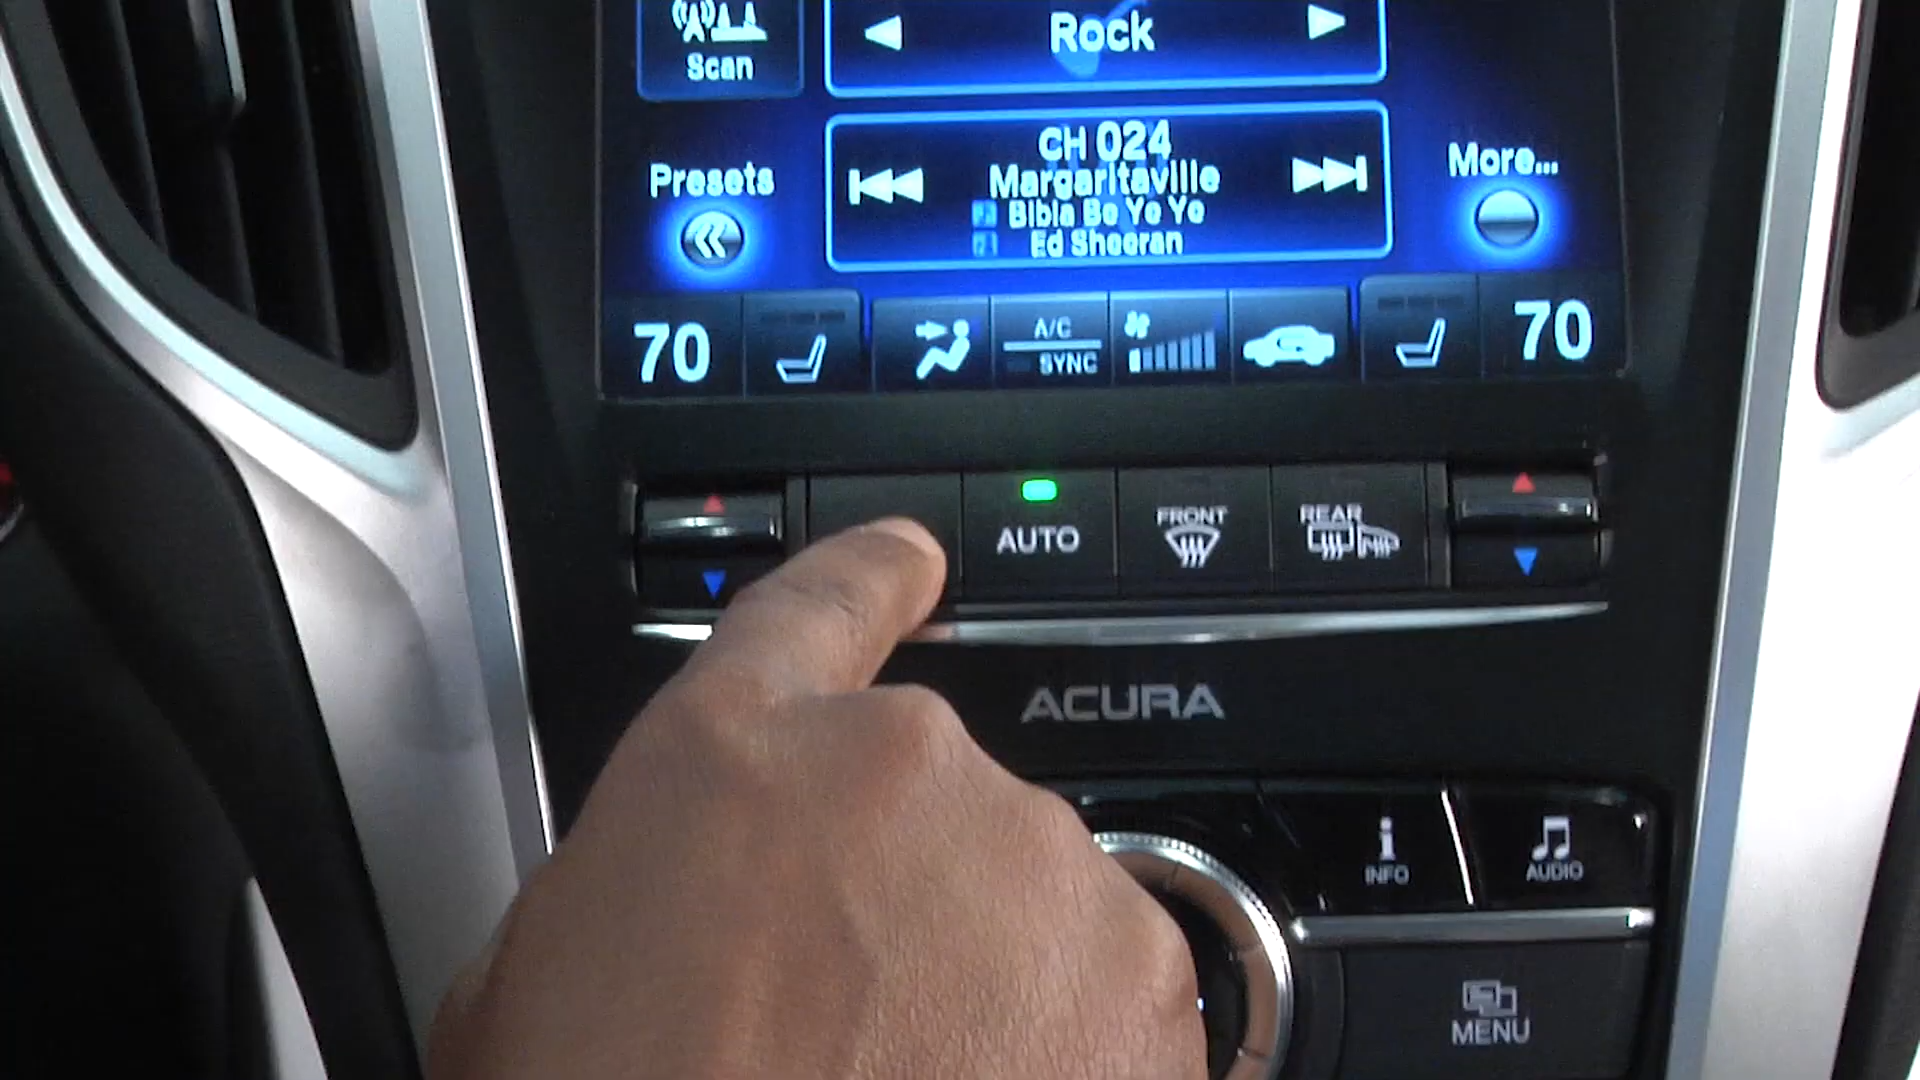 Rock
Scan
CH 024
Margaritaville
Presets
More...
Bibia Be Ye Ye
Ed Sheeran
70
A/C
SYNC
70
AUTO
FRONT
REAR
ACURA
INFO
AUDIO
MENU